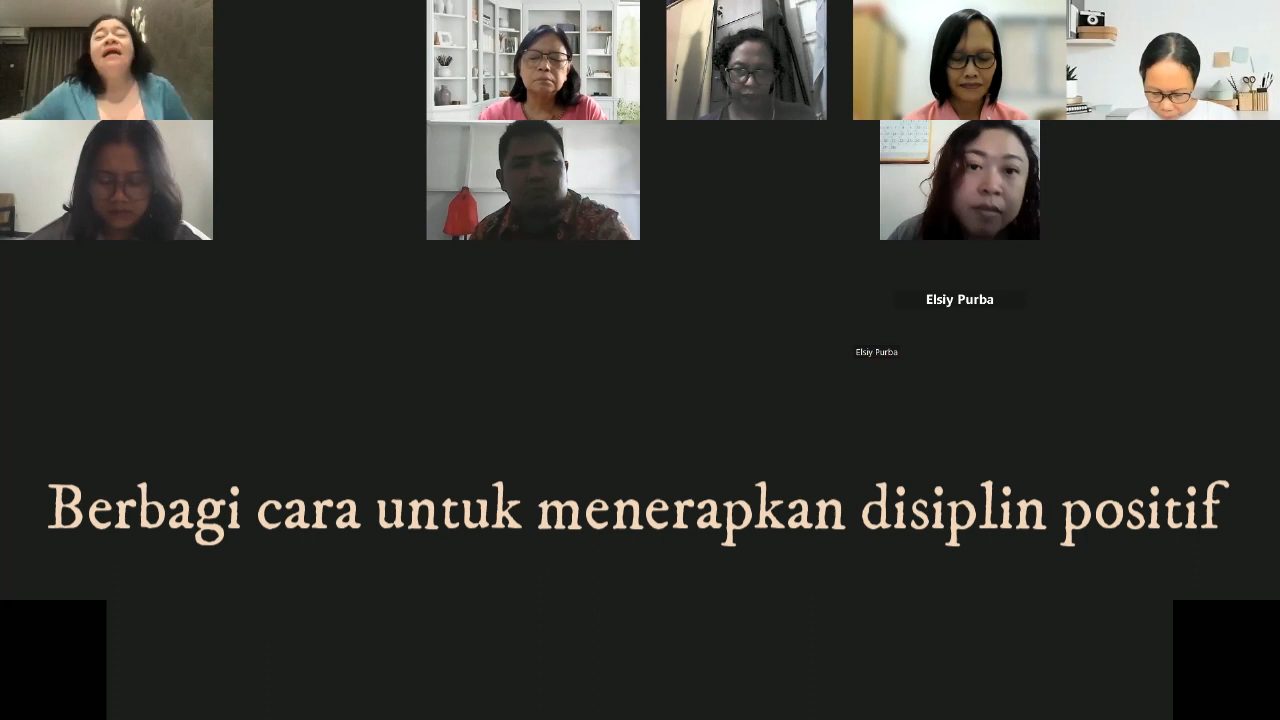 Elsiy Purba
Elsiy Purba
Berbagi cara untuk menerapkan disiplin positif